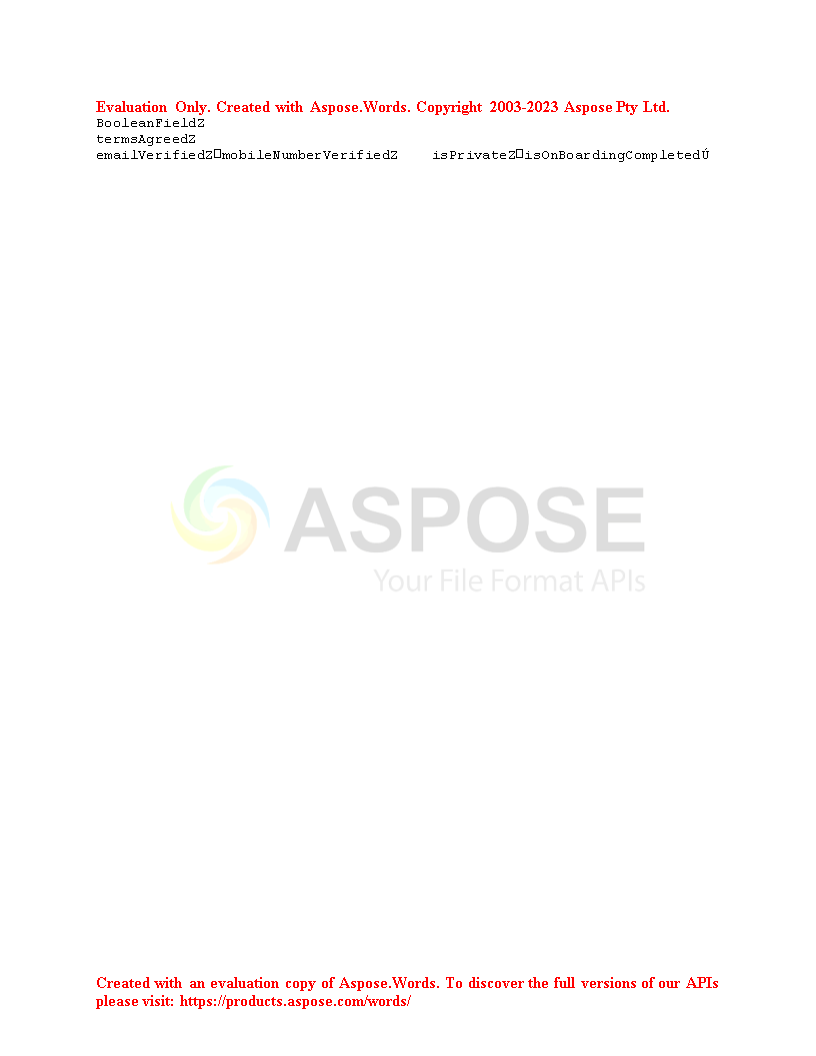 Evaluation Only. Created with Aspose.Words. Copyright 2003-2023 Aspose Pty Ltd.
BooleanFieldZ
termsAgreedZ
emailVerifiedZ□mobileNumberVerifiedZ    isPrivateZ□isOnBoardingCompletedÚ
ASPOSE
Your File Format APIs
Created with an evaluation copy of Aspose.Words. To discover the full versions of our APIs
please visit: https://products.aspose.com/words/